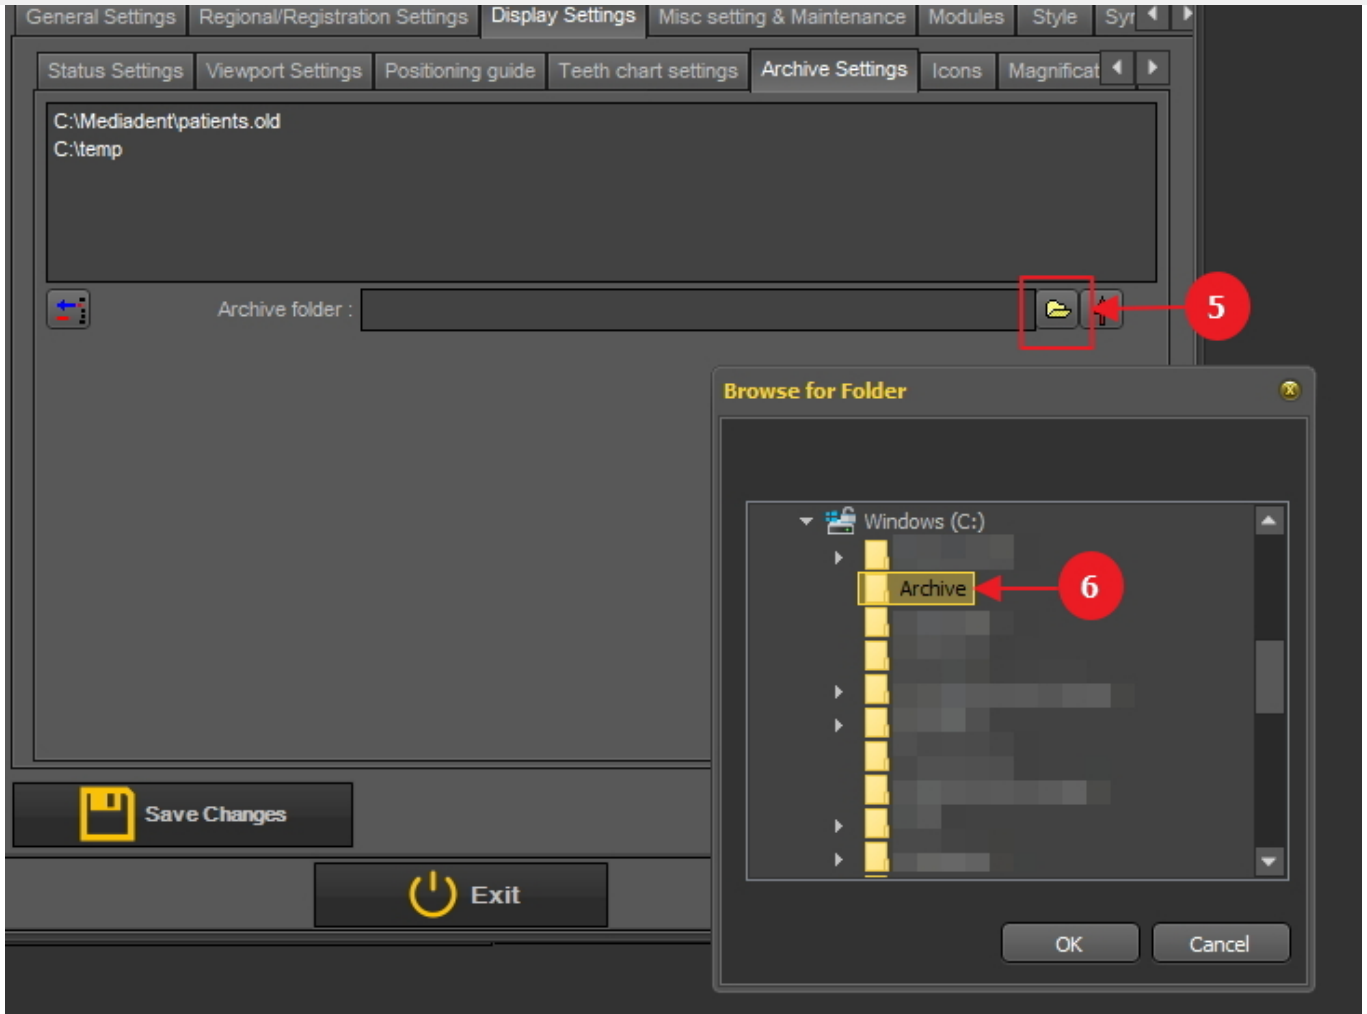 General Settings Regional/Registration Settings Display Settings Misc setting & Maintenance Modules Style
Status Settings Viewport Settings Positioning guide Teeth chart settings Archive Settings Icons Magnificat
C:\Mediadent\patients.old
C:\temp
Archive folder :
5
Browse for Folder
Windows (C:)
Archive
6
Save Changes
Exit
OK Cancel